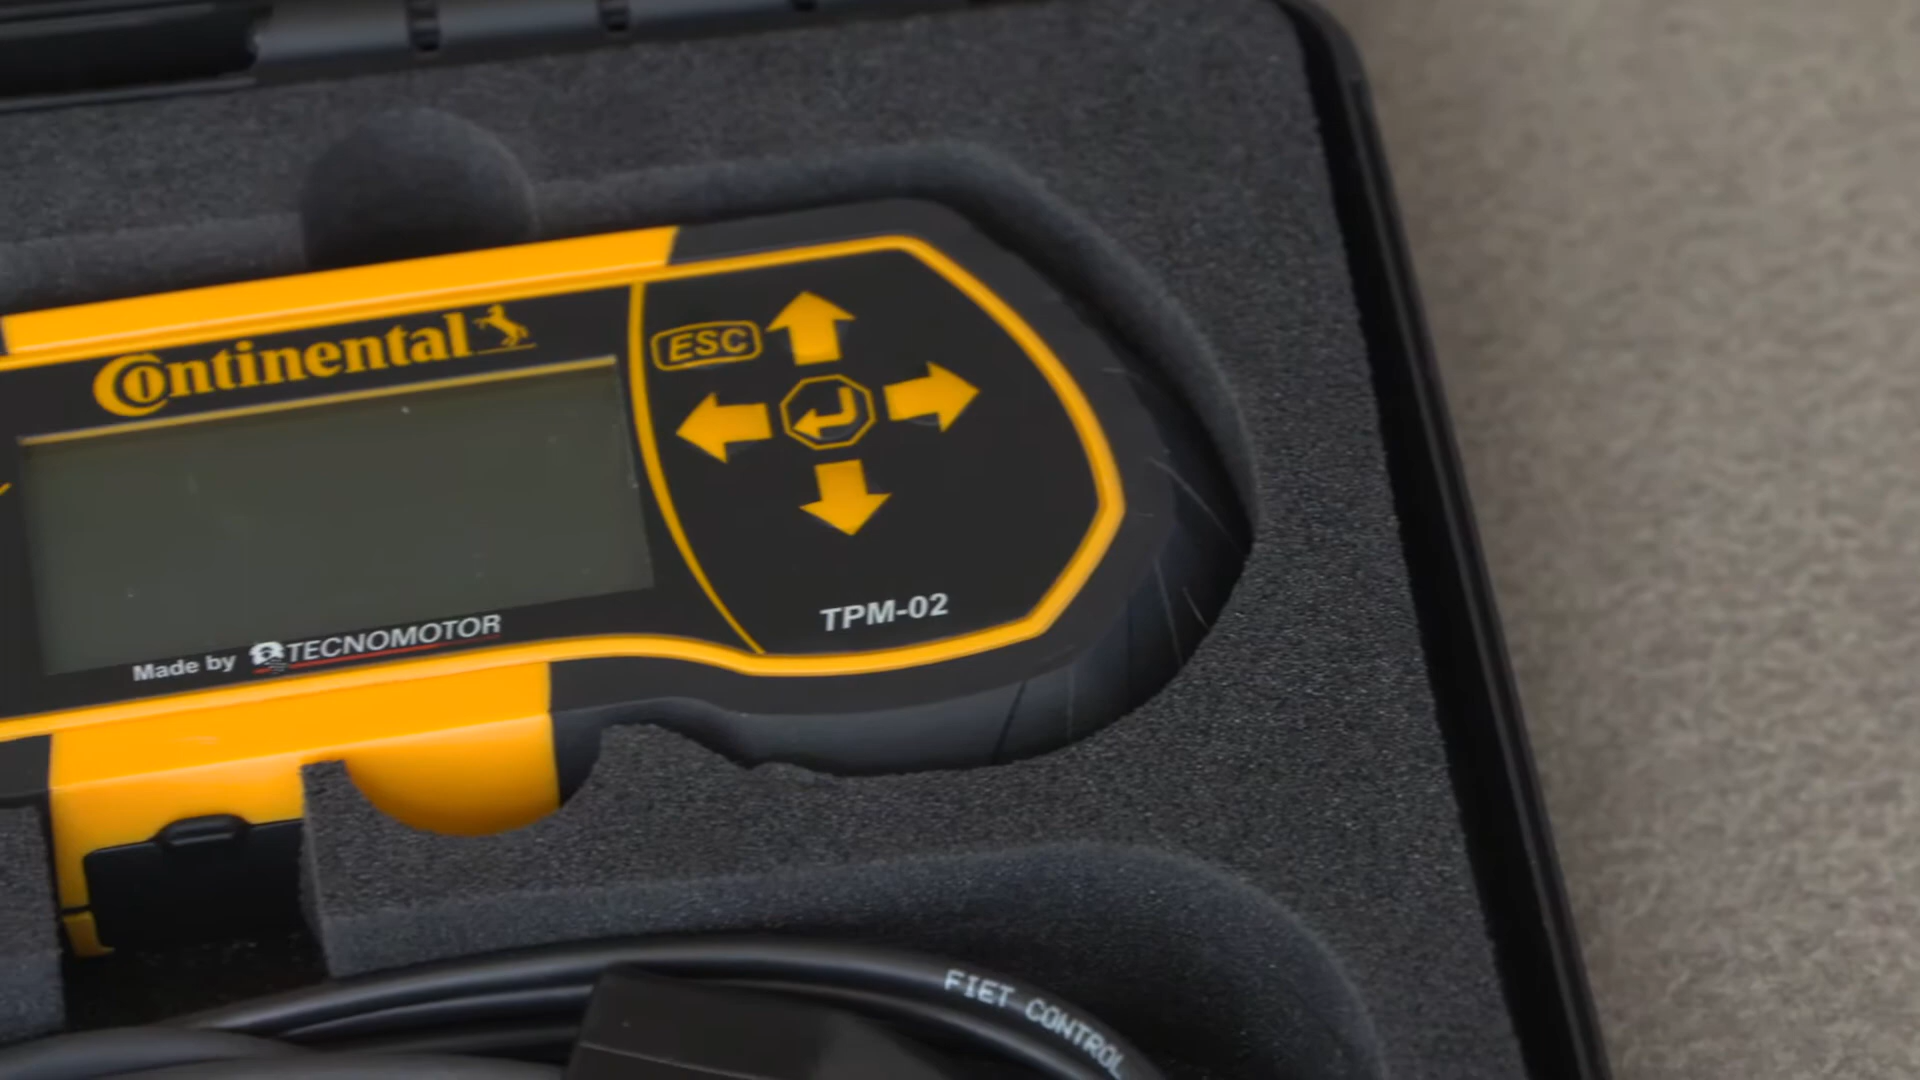 Continental
ESC
TPM-02
Made by TECNOMOTOR
FIET CONTROL